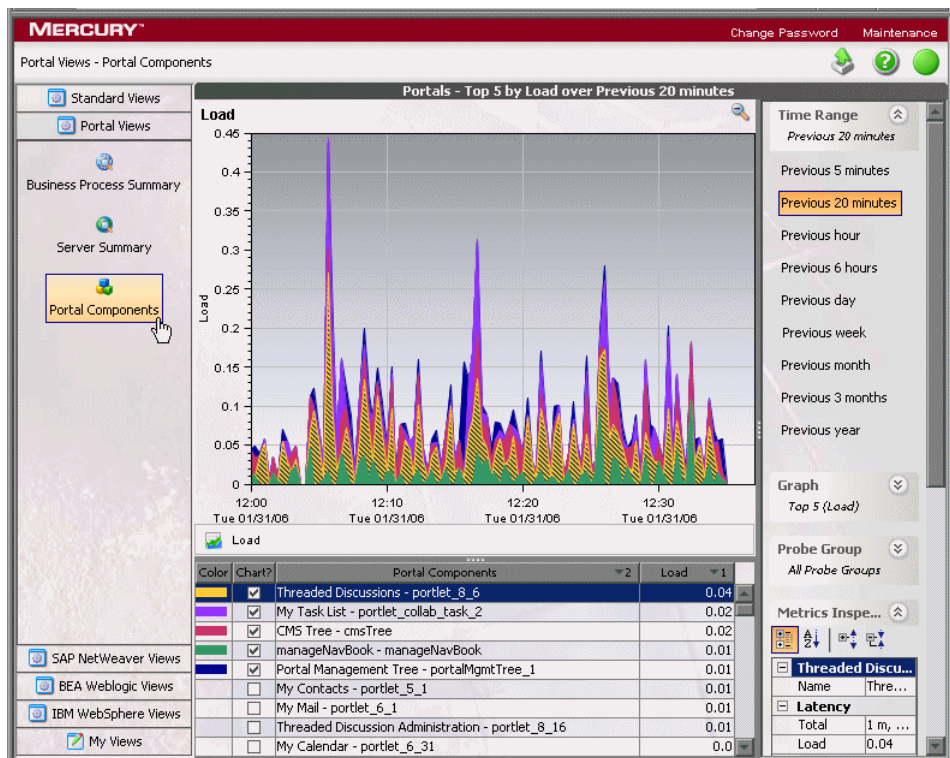 MERCURY™
Change Password Maintenance
Portal Views - Portal Components
Standard Views
Portal Views
Business Process Summary
Server Summary
Portal Components
SAP NetWeaver Views
BEA Weblogic Views
IBM WebSphere Views
My Views
Portals - Top 5 by Load over Previous 20 minutes
Load
0.45
0.4
0.35
0.3
0.25
0.2
0.15
0.1
0.05
0
Load
12:00 12:10 12:20 12:30
Tue 01/31/06 Tue 01/31/06 Tue 01/31/06 Tue 01/31/06
Load
Color Chart? Portal Components 2 Load 1
Threaded Discussions - portlet_8_6 0.04
My Task List - portlet_collab_task_2 0.02
CMS Tree - cmsTree 0.02
manageNavBook - manageNavBook 0.01
Portal Management Tree - portalMgmtTree_1 0.01
My Contacts - portlet_5_1 0.01
My Mail - portlet_6_1 0.01
Threaded Discussion Administration - portlet_8_16 0.01
My Calendar - portlet_6_31 0.0
Time Range
Previous 20 minutes
Previous 5 minutes
Previous 20 minutes
Previous hour
Previous 6 hours
Previous day
Previous week
Previous month
Previous 3 months
Previous year
Graph
Top 5 (Load)
Probe Group
All Probe Groups
Metrics Inspe...
Threaded Discu...
Name Thre...
Latency
Total 1 m, ...
Load 0.04